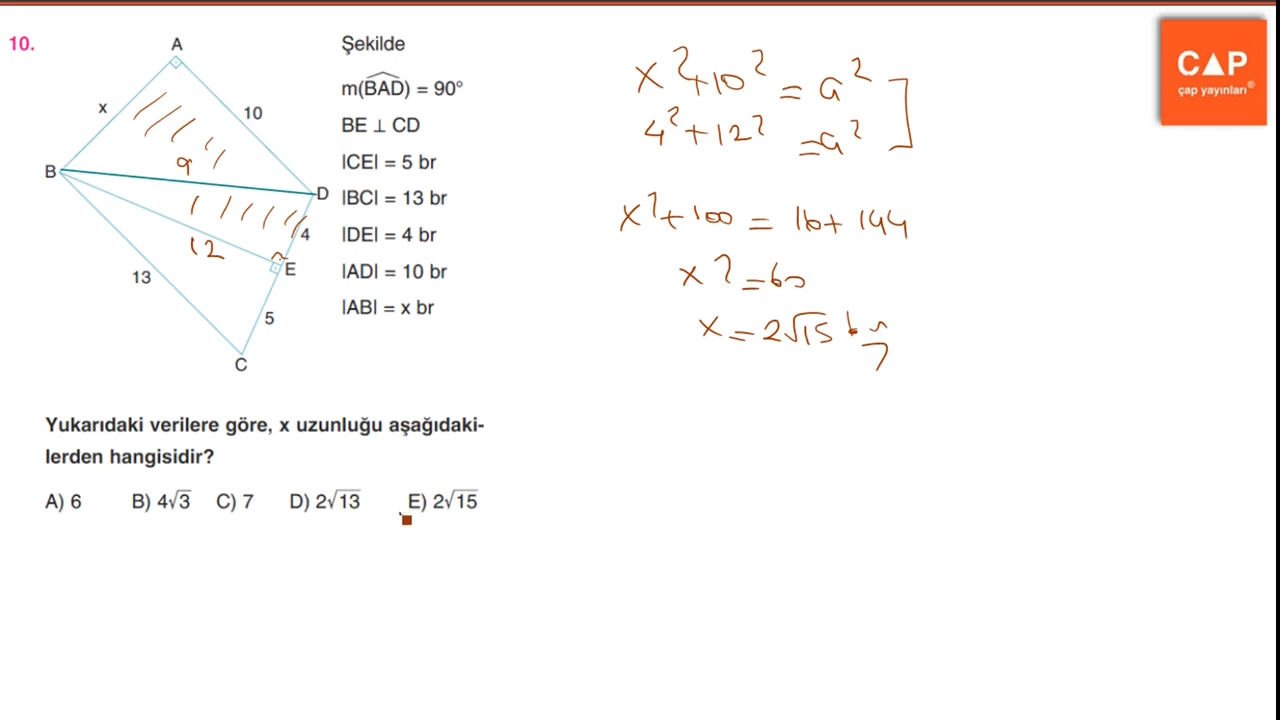 10.
A
x
10
a
B
D
4
12
E
13
5
C
Şekilde
m(BAD) = 90°
BE ⊥ CD
|CE| = 5 br
|BC| = 13 br
|DE| = 4 br
|AD| = 10 br
|AB| = x br
x² + 10² = a²
4² + 12² = a²
x² + 100 = 16 + 144
x² = 60
x = 2√15 br
ÇAP
çap yayınları®
Yukarıdaki verilere göre, x uzunluğu aşağıdaki-
lerden hangisidir?
A) 6 B) 4√3 C) 7 D) 2√13 E) 2√15